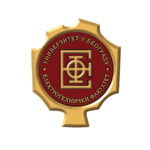 УНИВЕРЗИТЕТ У БЕОГРАДУ
ЕЛЕКТРОТЕХНИЧКИ ФАКУЛТЕТ